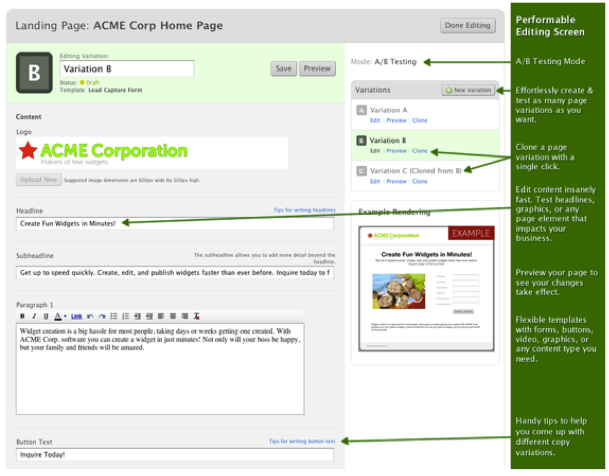 Landing Page: ACME Corp Home Page
Done Editing
B
Editing Variation:
Variation B
Status: Draft
Template: Lead Capture Form
Save
Preview
Content
Logo
ACME Corporation
Makers of fine widgets
Upload New
Suggested image dimensions are 600px wide by 100px high.
Headline
Tips for writing headlines
Create Fun Widgets in Minutes!
Subheadline
The subheadline allows you to add more detail beyond the
headline.
Get up to speed quickly. Create, edit, and publish widgets faster than ever before. Inquire today to f
Paragraph 1
B I U A Link
Widget creation is a big hassle for most people, taking days or weeks getting one created. With
ACME Corp. software you can create a widget in just minutes! Not only will your boss be happy,
but your family and friends will be amazed.
Button Text
Tips for writing button text
Inquire Today!
Mode: A/B Testing
Variations
New Variation
A Variation A
Edit | Preview | Clone
B Variation B
Edit | Preview | Clone
C Variation C (Cloned from B)
Edit | Preview | Clone
Example Rendering
ACME Corporation
EXAMPLE
Create Fun Widgets in Minutes!
Performable
Editing Screen
A/B Testing Mode
Effortlessly create &
test as many page
variations as you
want.
Clone a page
variation with a
single click.
Edit content insanely
fast. Test headlines,
graphics, or any
page element that
impacts your
business.
Preview your page to
see your changes
take effect.
Flexible templates
with forms, buttons,
video, graphics, or
any content type you
need.
Handy tips to help
you come up with
different copy
variations.